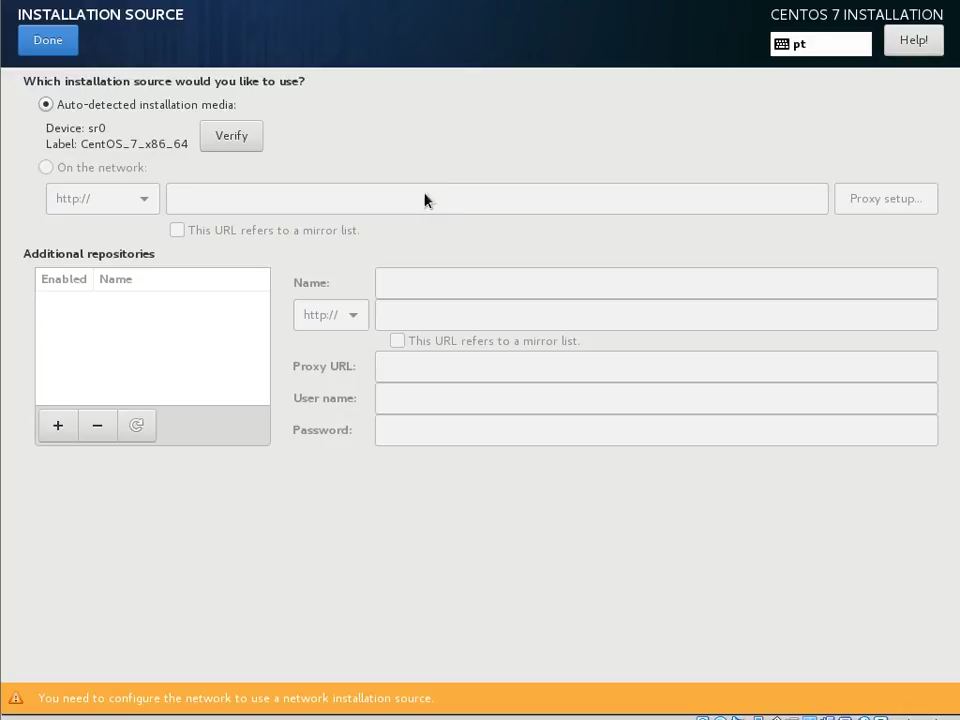 INSTALLATION SOURCE
CENTOS 7 INSTALLATION
Done
pt
Help!
Which installation source would you like to use?
Auto-detected installation media:
Device: sr0
Label: CentOS_7_x86_64
Verify
On the network:
http://
Proxy setup...
This URL refers to a mirror list.
Additional repositories
Enabled
Name
Name:
http://
This URL refers to a mirror list.
Proxy URL:
User name:
Password:
You need to configure the network to use a network installation source.